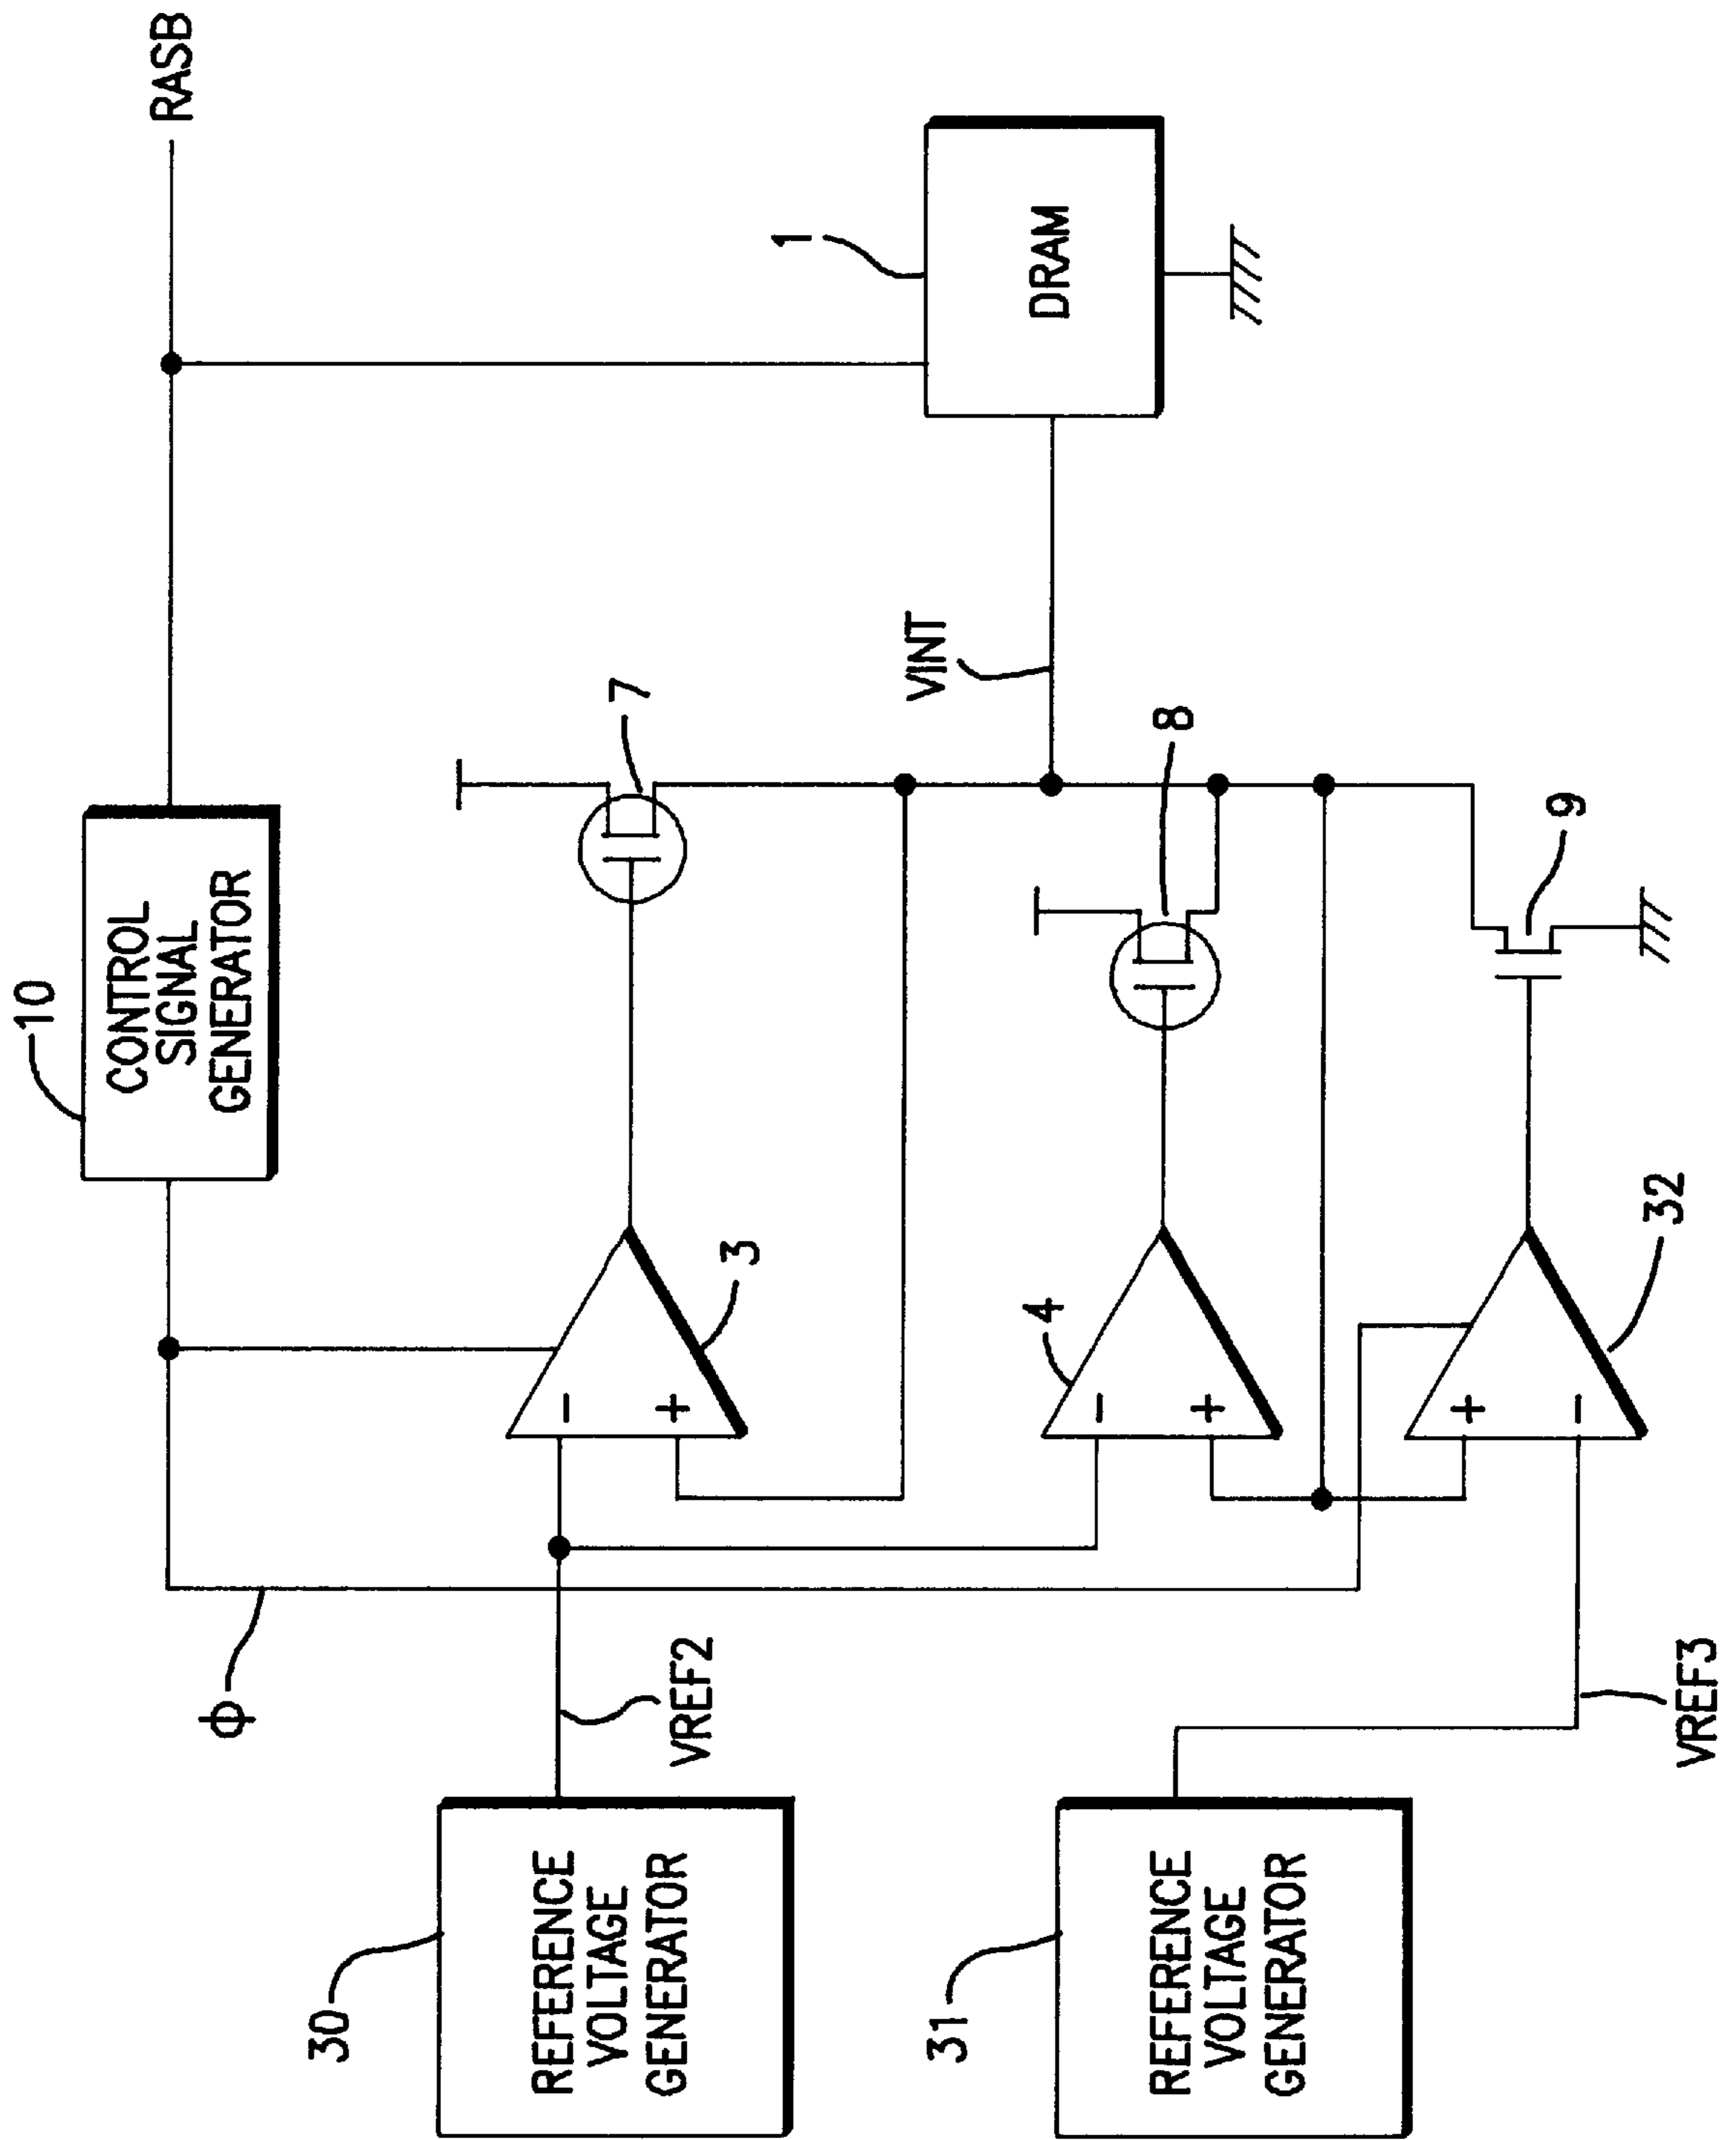 10
CONTROL
SIGNAL
GENERATOR
RASB
ϕ
3
-
+
7
30
REFERENCE
VOLTAGE
GENERATOR
VREF2
VINT
1
DRAM
4
-
+
8
31
REFERENCE
VOLTAGE
GENERATOR
VREF3
+
-
32
9